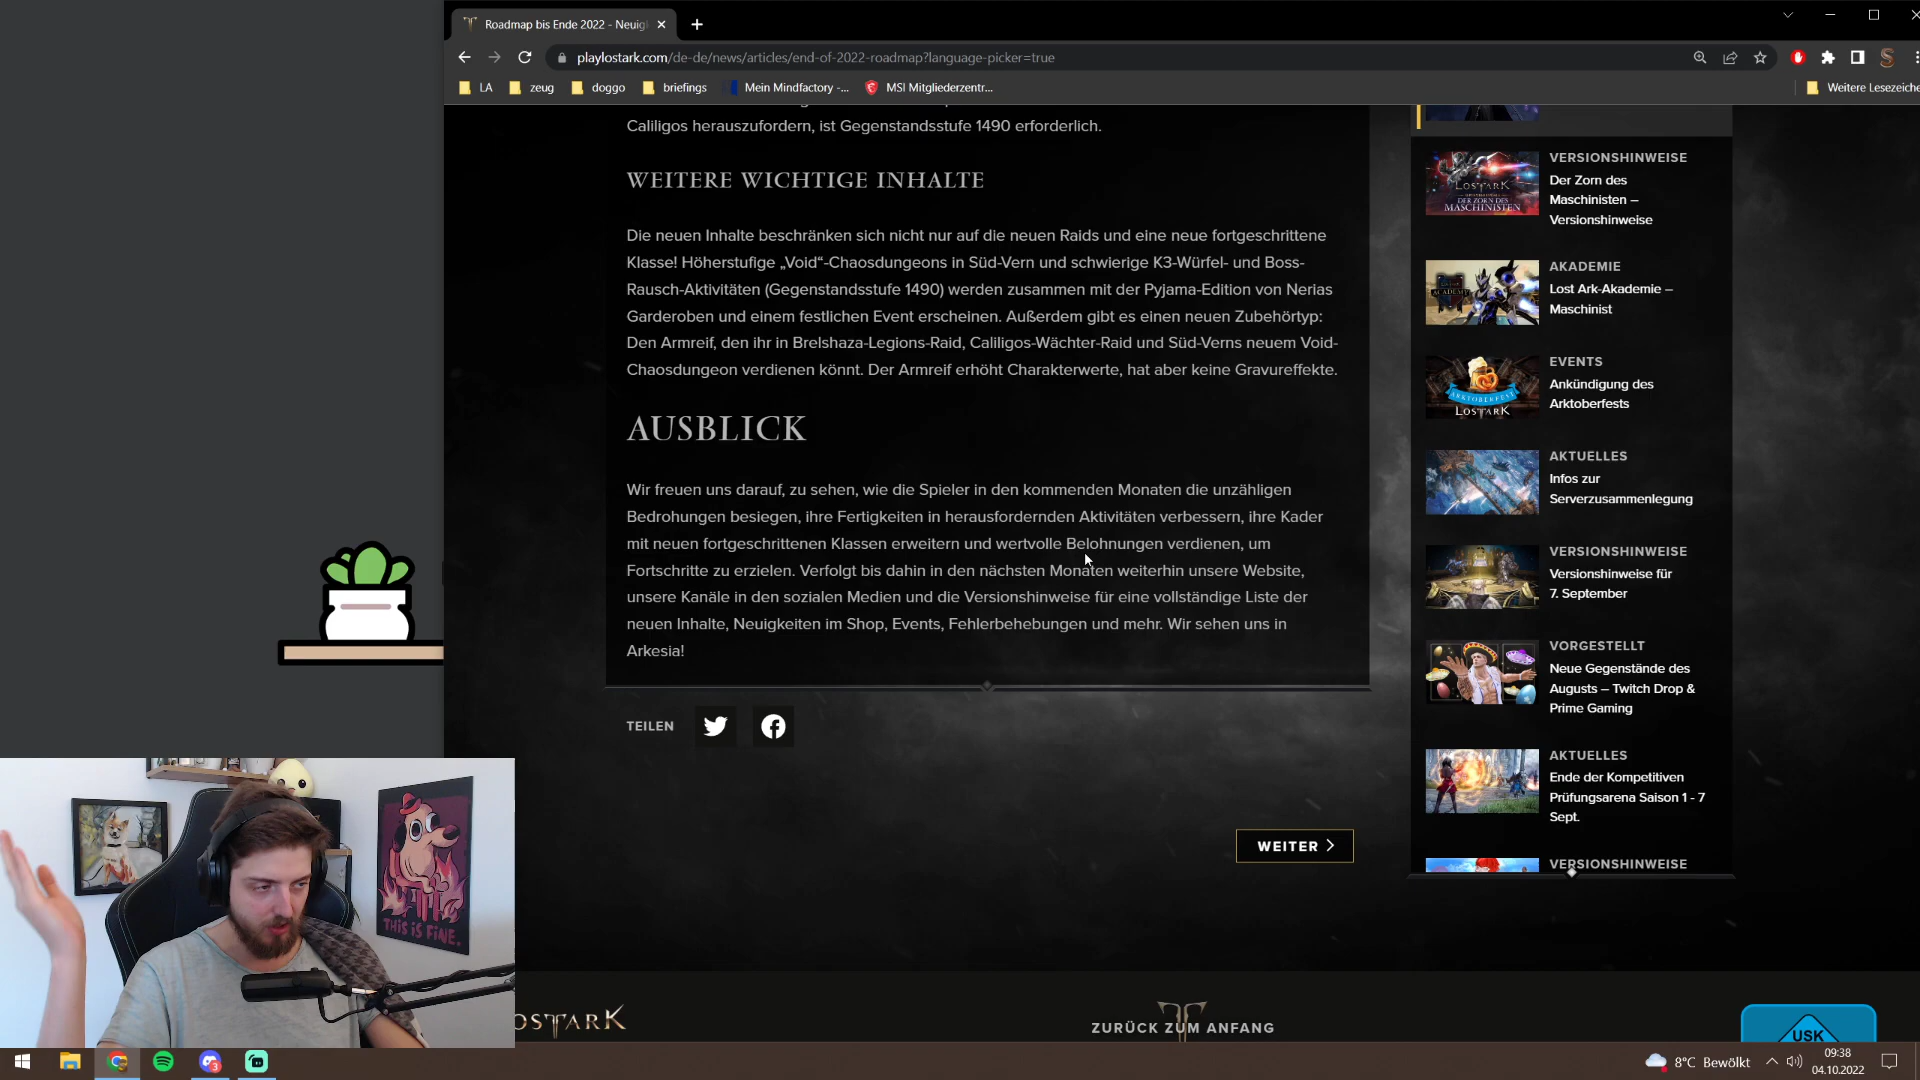 Roadmap bis Ende 2022 - Neuig
playlostark.com/de-de/news/articles/end-of-2022-roadmap?language-picker=true
LA
zeug
doggo
briefings
Mein Mindfactory -...
MSI Mitgliederzentr...
Weitere Lesezeiche
Caliligos herauszufordern, ist Gegenstandsstufe 1490 erforderlich.
WEITERE WICHTIGE INHALTE
Die neuen Inhalte beschränken sich nicht nur auf die neuen Raids und eine neue fortgeschrittene
Klasse! Höherstufige „Void“-Chaosdungeons in Süd-Vern und schwierige K3-Würfel- und Boss-
Rausch-Aktivitäten (Gegenstandsstufe 1490) werden zusammen mit der Pyjama-Edition von Nerias
Garderoben und einem festlichen Event erscheinen. Außerdem gibt es einen neuen Zubehörtyp:
Den Armreif, den ihr in Brelshaza-Legions-Raid, Caliligos-Wächter-Raid und Süd-Verns neuem Void-
Chaosdungeon verdienen könnt. Der Armreif erhöht Charakterwerte, hat aber keine Gravureffekte.
AUSBLICK
Wir freuen uns darauf, zu sehen, wie die Spieler in den kommenden Monaten die unzähligen
Bedrohungen besiegen, ihre Fertigkeiten in herausfordernden Aktivitäten verbessern, ihre Kader
mit neuen fortgeschrittenen Klassen erweitern und wertvolle Belohnungen verdienen, um
Fortschritte zu erzielen. Verfolgt bis dahin in den nächsten Monaten weiterhin unsere Website,
unsere Kanäle in den sozialen Medien und die Versionshinweise für eine vollständige Liste der
neuen Inhalte, Neuigkeiten im Shop, Events, Fehlerbehebungen und mehr. Wir sehen uns in
Arkesia!
TEILEN
WEITER
VERSIONSHINWEISE
Der Zorn des
Maschinisten –
Versionshinweise
LOSTARK
DER ZORN DES
MASCHINISTEN
AKADEMIE
Lost Ark-Akademie –
Maschinist
ACADEMY
EVENTS
Ankündigung des
Arktoberfests
ARKTOBERFEST
LOSTARK
AKTUELLES
Infos zur
Serverzusammenlegung
VERSIONSHINWEISE
Versionshinweise für
7. September
VORGESTELLT
Neue Gegenstände des
Augusts – Twitch Drop &
Prime Gaming
AKTUELLES
Ende der Kompetitiven
Prüfungsarena Saison 1 - 7
Sept.
VERSIONSHINWEISE
THIS IS FINE.
OSTARK
ZURÜCK ZUM ANFANG
USK
3
8°C Bewölkt
09:38
04.10.2022